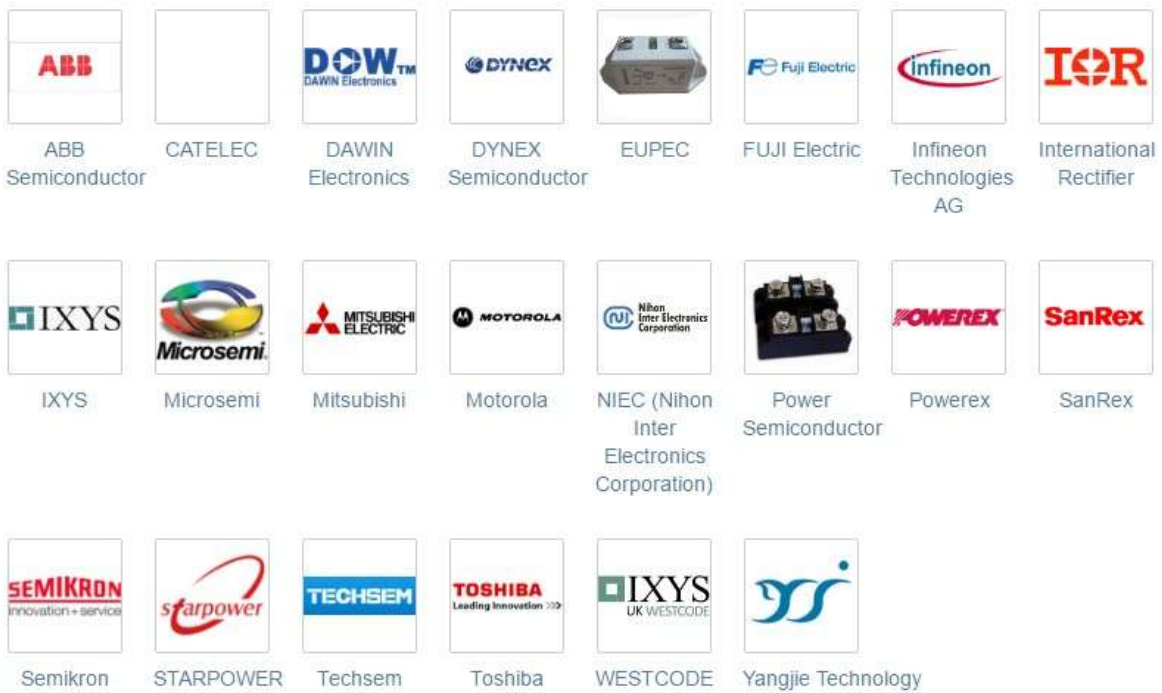 ABB
DOW TM
DAWIN Electronics
DYNEX
Fe Fuji Electric
infineon
IOR
ABB
Semiconductor
CATELEC
DAWIN
Electronics
DYNEX
Semiconductor
EUPEC
FUJI Electric
Infineon
Technologies
AG
International
Rectifier
IXYS
Microsemi
MITSUBISHI
ELECTRIC
MOTOROLA
Nihon
Inter Electronics
Corporation
POWEREX
SanRex
IXYS
Microsemi
Mitsubishi
Motorola
NIEC (Nihon
Inter
Electronics
Corporation)
Power
Semiconductor
Powerex
SanRex
SEMIKRON
innovation + service
starpower
TECHSEM
TOSHIBA
Leading Innovation >>>
IXYS
UK WESTCODE
Semikron
STARPOWER
Techsem
Toshiba
WESTCODE
Yangjie Technology